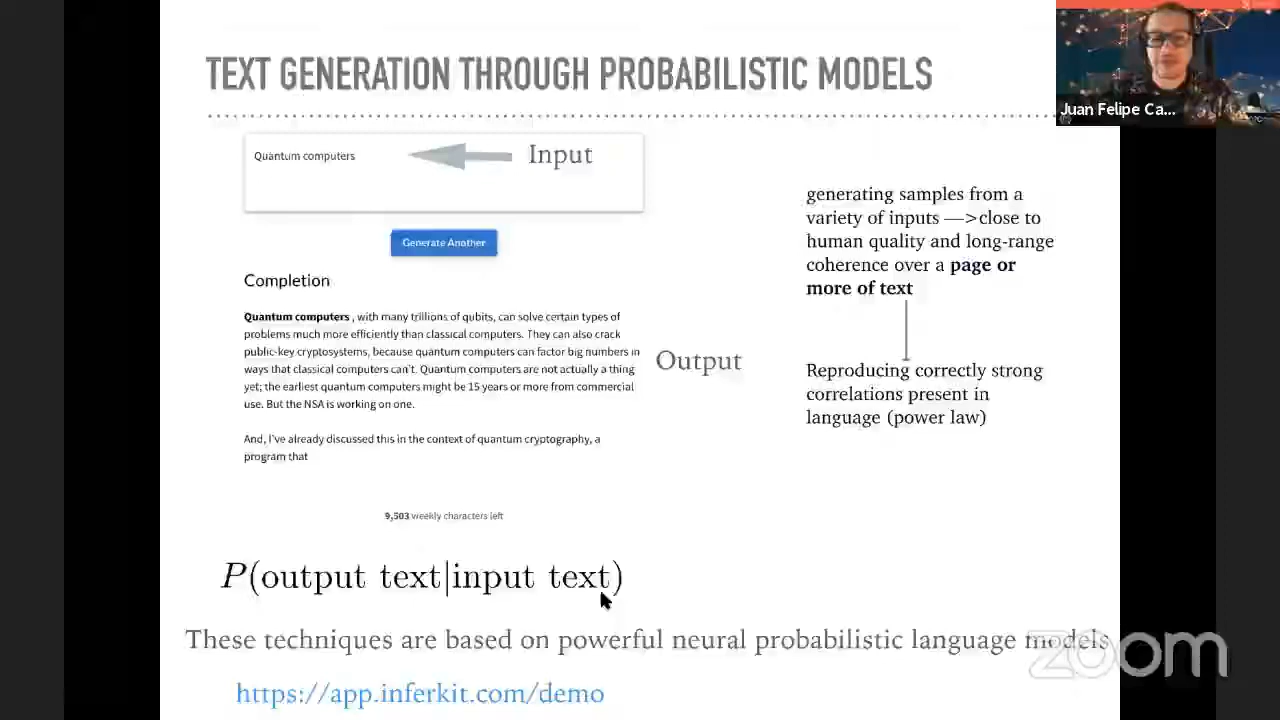 TEXT GENERATION THROUGH PROBABILISTIC MODELS
Juan Felipe Ca...
Quantum computers
Input
Generate Another
Completion
Quantum computers , with many trillions of qubits, can solve certain types of
problems much more efficiently than classical computers. They can also crack
public-key cryptosystems, because quantum computers can factor big numbers in
ways that classical computers can't. Quantum computers are not actually a thing
yet; the earliest quantum computers might be 15 years or more from commercial
use. But the NSA is working on one.
And, I've already discussed this in the context of quantum cryptography, a
program that
Output
9,503 weekly characters left
generating samples from a
variety of inputs —>close to
human quality and long-range
coherence over a page or
more of text
Reproducing correctly strong
correlations present in
language (power law)
P(output text|input text)
These techniques are based on powerful neural probabilistic language models
zoom
https://app.inferkit.com/demo